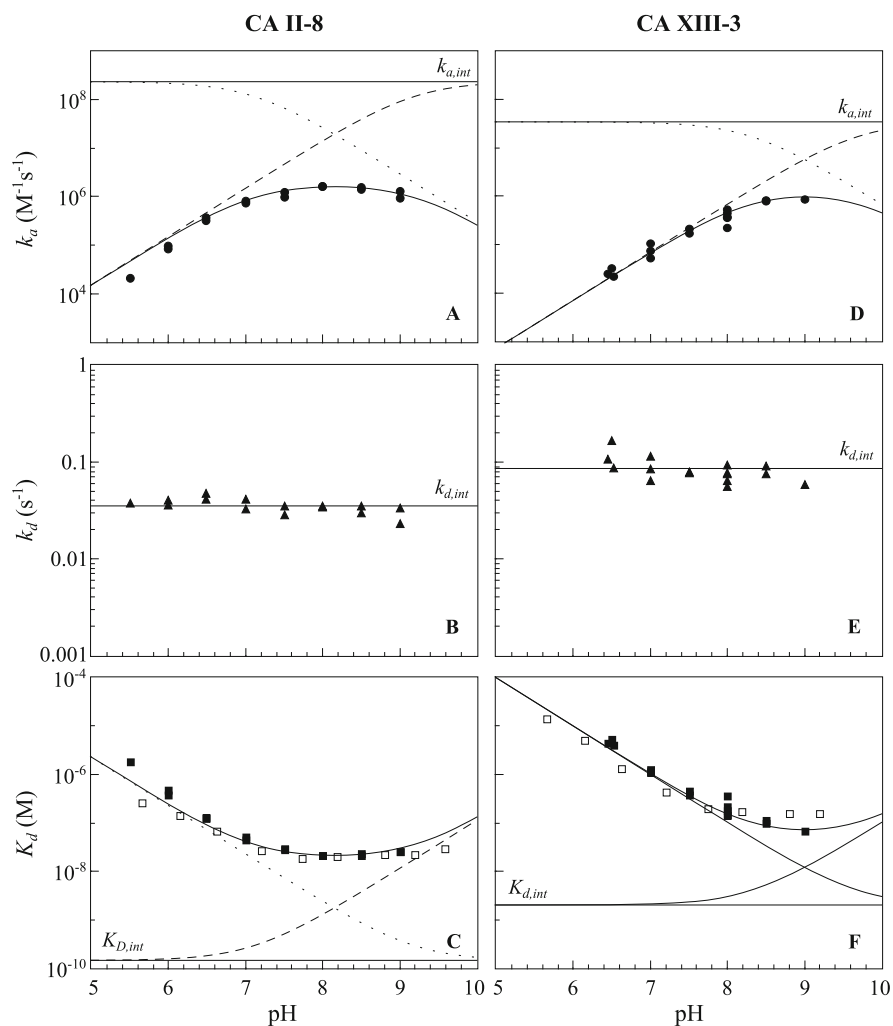 CA II-8
CA XIII-3
k_a,int
10^8
10^6
10^4
k_a (M^-1s^-1)
A
k_a,int
D
1
0.1
0.01
0.001
k_d (s^-1)
k_d,int
B
k_d,int
E
10^-4
10^-6
10^-8
10^-10
K_d (M)
K_D,int
C
K_d,int
F
5 6 7 8 9 10
6 7 8 9 10
pH
pH